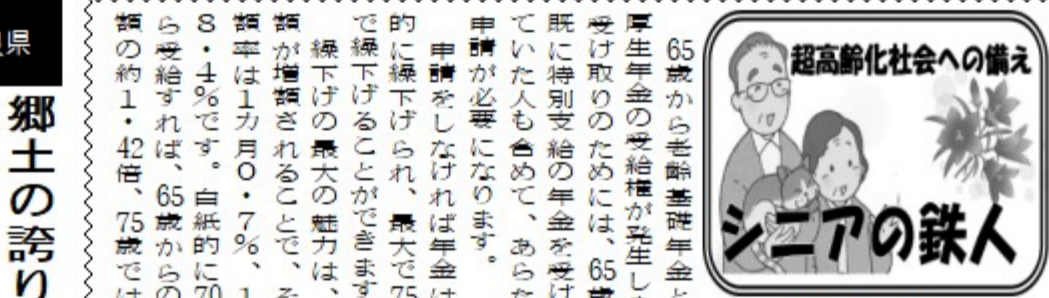 超高齢化社会への備え
シニアの鉄人
65歳から老齢基礎年金と
厚生年金の受給権が発生し
受け取りのためには、65歳
既に特別支給の年金を受け
ていた人も含めて、あらた
申請が必要になります。
申請をしなければ年金は
的に繰下げられ、最大で75
で繰下げることができます
繰下げの最大の魅力は、
額が増額されることで、そ
額率は1カ月0・7%、1
8・4%です。自紙的に70
ら受給すれば、65歳からの
額の約1・42倍、75歳では
県
郷土の誇り